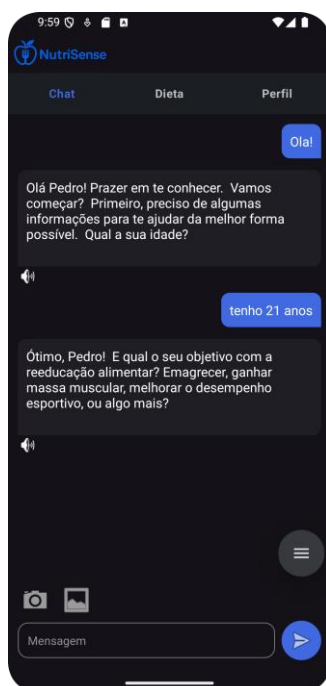 9:59
NutriSense
Chat Dieta Perfil
Ola!
Olá Pedro! Prazer em te conhecer. Vamos
começar? Primeiro, preciso de algumas
informações para te ajudar da melhor forma
possível. Qual a sua idade?
tenho 21 anos
Ótimo, Pedro! E qual o seu objetivo com a
reeducação alimentar? Emagrecer, ganhar
massa muscular, melhorar o desempenho
esportivo, ou algo mais?
Mensagem